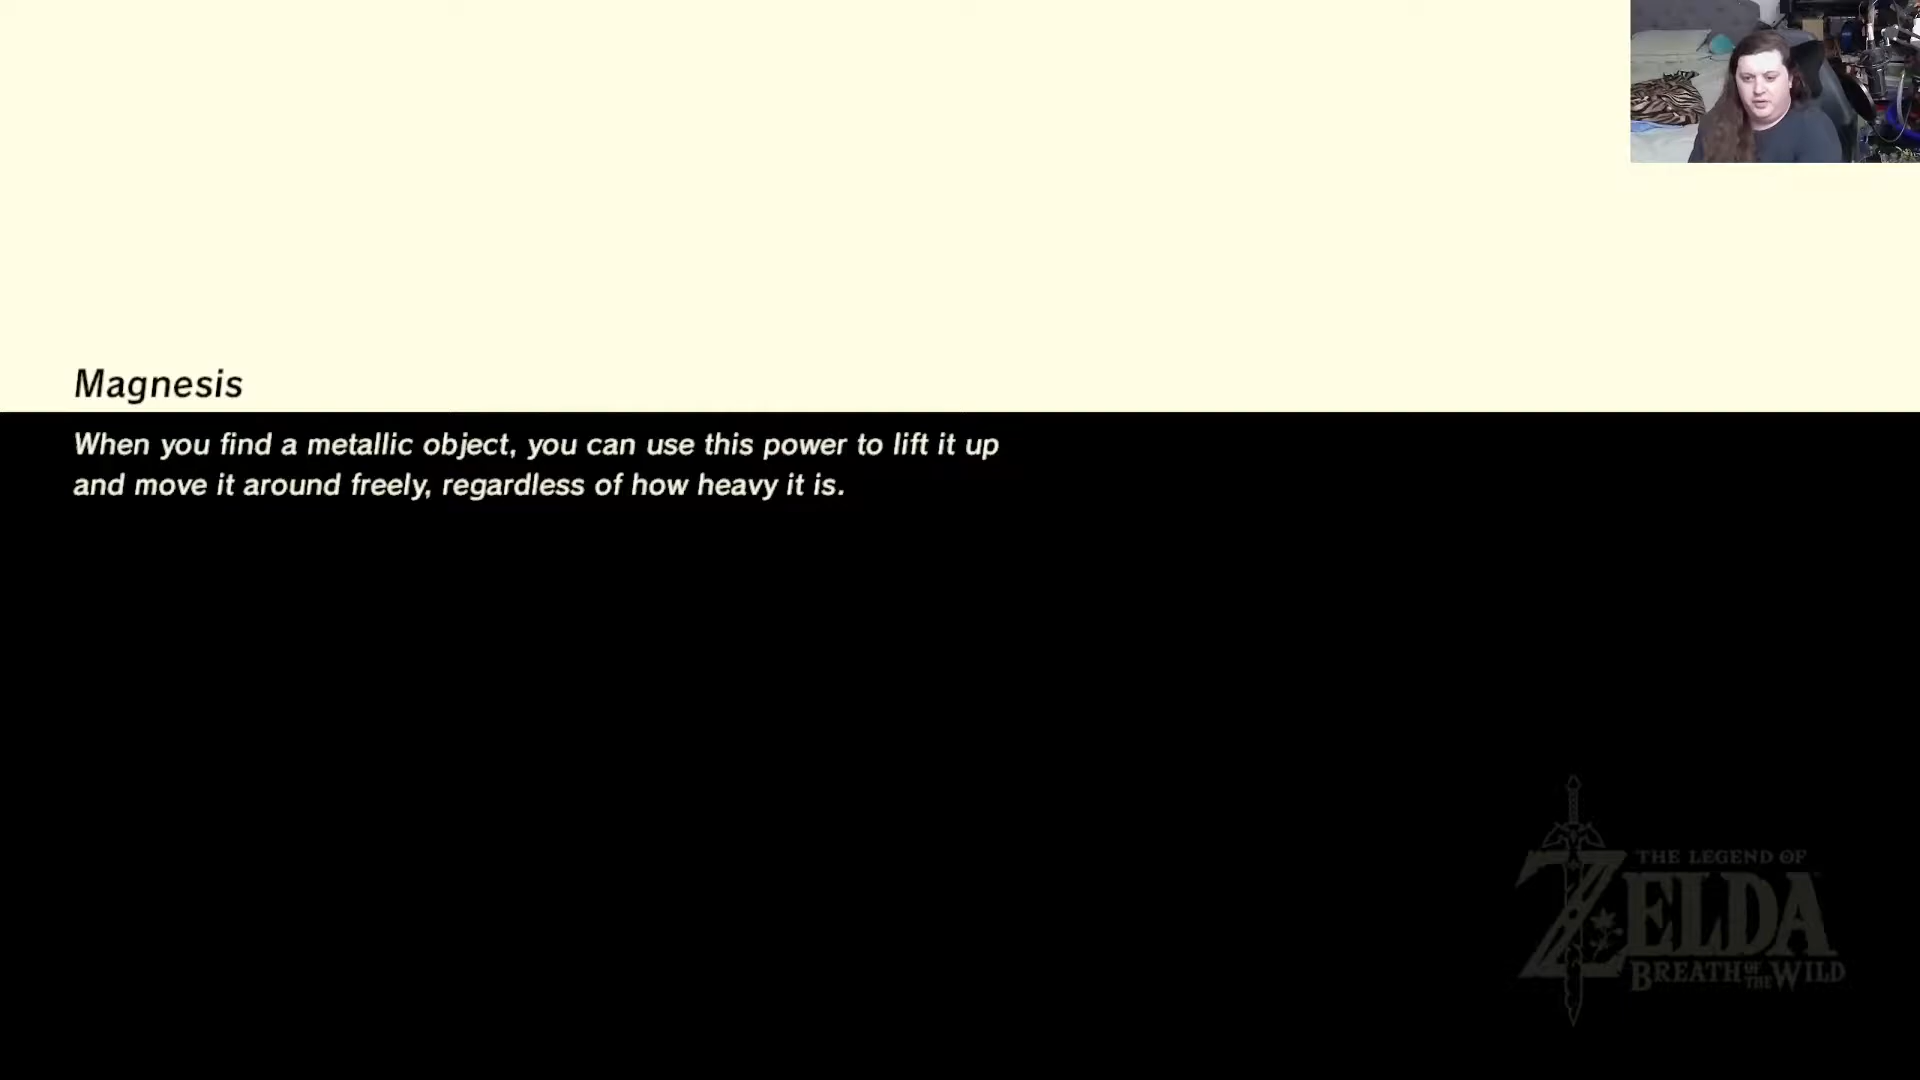 Magnesis
When you find a metallic object, you can use this power to lift it up
and move it around freely, regardless of how heavy it is.
THE LEGEND OF
ZELDA
BREATH OF THE WILD